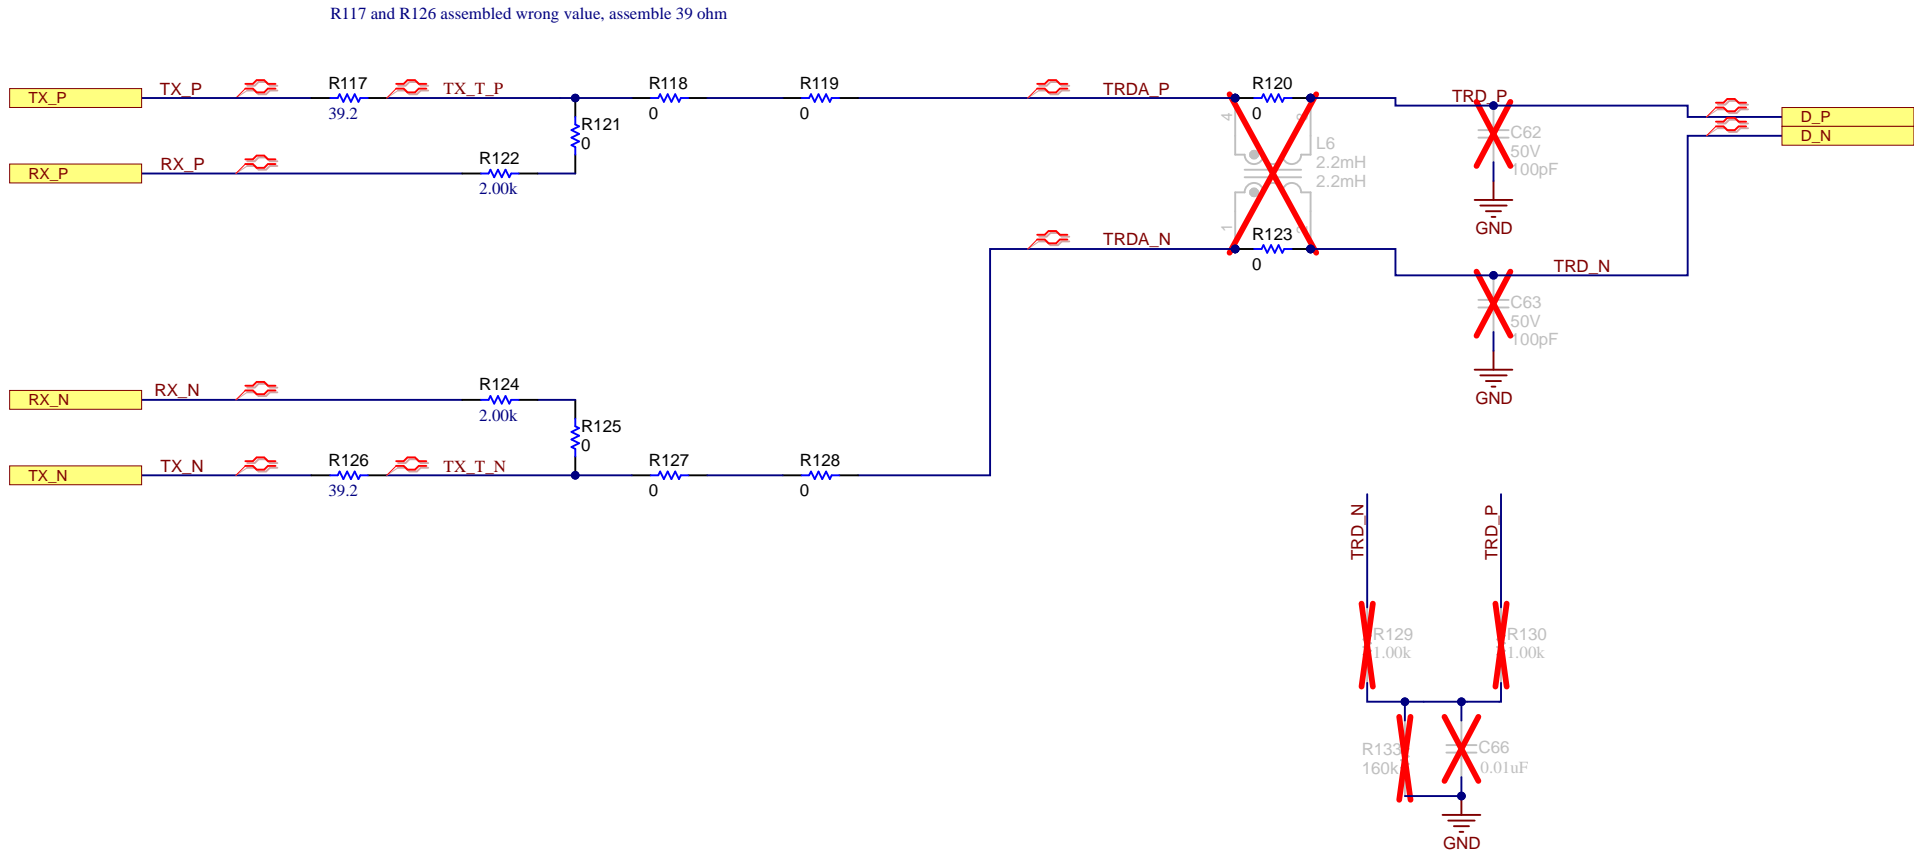 R117 and R126 assembled wrong value, assemble 39 ohm
TX_P
TX_P
R117
39.2
TX_T_P
R118
0
R119
0
TRDA_P
R120
0
TRD_P
D_P
D_N
R121
0
RX_P
RX_P
R122
2.00k
4
L6
2.2mH
2.2mH
C62
50V
100pF
GND
1
TRDA_N
R123
0
TRD_N
C63
50V
100pF
GND
RX_N
RX_N
R124
2.00k
R125
0
TX_N
TX_N
R126
39.2
TX_T_N
R127
0
R128
0
TRD_N
TRD_P
R129
1.00k
R130
1.00k
R133
160k
C66
0.01uF
GND